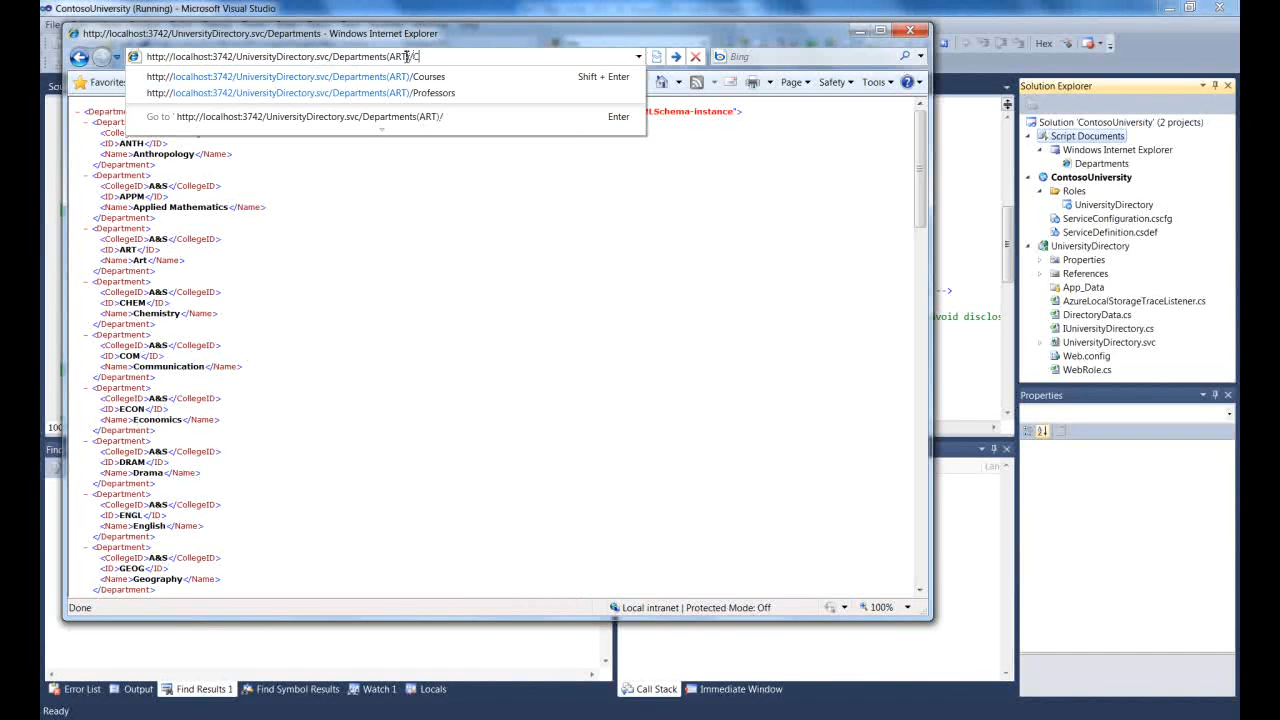 ContosoUniversity (Running) - Microsoft Visual Studio
http://localhost:3742/UniversityDirectory.svc/Departments - Windows Internet Explorer
http://localhost:3742/UniversityDirectory.svc/Departments(ART)/C
Bing
http://localhost:3742/UniversityDirectory.svc/Departments(ART)/Courses Shift + Enter
http://localhost:3742/UniversityDirectory.svc/Departments(ART)/Professors
Go to ' http://localhost:3742/UniversityDirectory.svc/Departments(ART)/ Enter
Favorites
Page Safety Tools
Hex
MLSchema-instance">
<ID>ANTH</ID>
<Name>Anthropology</Name>
</Department>
- <Department>
<CollegeID>A&S</CollegeID>
<ID>APPM</ID>
<Name>Applied Mathematics</Name>
</Department>
- <Department>
<CollegeID>A&S</CollegeID>
<ID>ART</ID>
<Name>Art</Name>
</Department>
- <Department>
<CollegeID>A&S</CollegeID>
<ID>CHEM</ID>
<Name>Chemistry</Name>
</Department>
- <Department>
<CollegeID>A&S</CollegeID>
<ID>COM</ID>
<Name>Communication</Name>
</Department>
- <Department>
<CollegeID>A&S</CollegeID>
<ID>ECON</ID>
<Name>Economics</Name>
</Department>
- <Department>
<CollegeID>A&S</CollegeID>
<ID>DRAM</ID>
<Name>Drama</Name>
</Department>
- <Department>
<CollegeID>A&S</CollegeID>
<ID>ENGL</ID>
<Name>English</Name>
</Department>
- <Department>
<CollegeID>A&S</CollegeID>
<ID>GEOG</ID>
<Name>Geography</Name>
</Department>
Done
Local intranet | Protected Mode: Off
100%
-->
void disclos
Solution Explorer
Solution 'ContosoUniversity' (2 projects)
Script Documents
Windows Internet Explorer
Departments
ContosoUniversity
Roles
UniversityDirectory
ServiceConfiguration.cscfg
ServiceDefinition.csdef
UniversityDirectory
Properties
References
App_Data
AzureLocalStorageTraceListener.cs
DirectoryData.cs
IUniversityDirectory.cs
UniversityDirectory.svc
Web.config
WebRole.cs
Properties
Lan
Error List Output Find Results 1 Find Symbol Results Watch 1 Locals
Call Stack Immediate Window
Ready